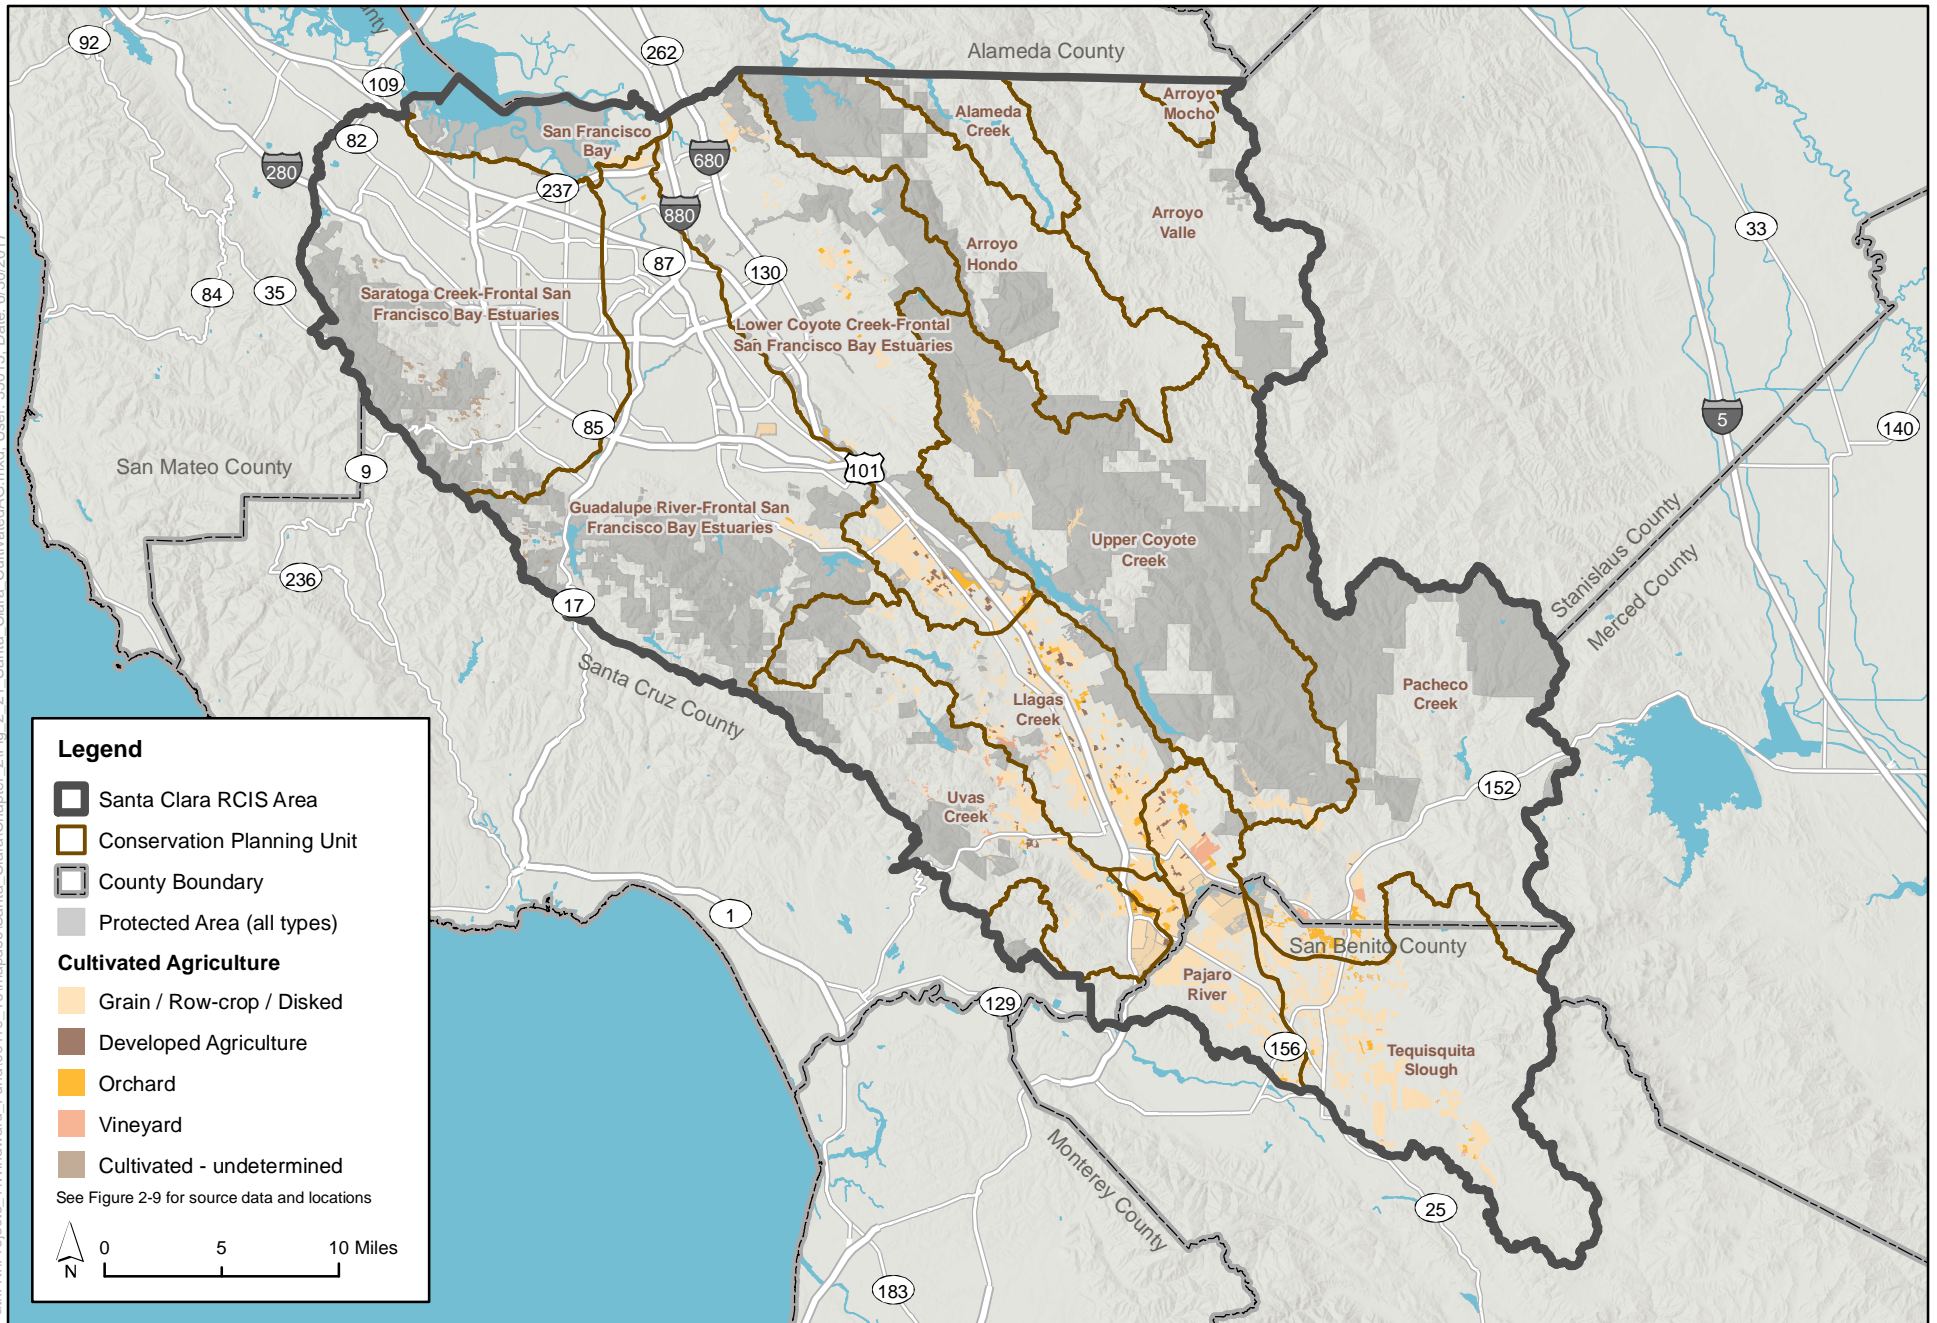 Alameda County
92
262
109
82
280
680
237
880
87
130
84
35
33
5
140
85
9
101
236
17
152
1
129
156
25
183
San Francisco
Bay
Alameda
Creek
Arroyo
Mocho
Arroyo
Valle
Arroyo
Hondo
Saratoga Creek-Frontal San
Francisco Bay Estuaries
Lower Coyote Creek-Frontal
San Francisco Bay Estuaries
San Mateo County
Guadalupe River-Frontal San
Francisco Bay Estuaries
Upper Coyote
Creek
Stanislaus County
Merced County
Santa Cruz County
Llagas
Creek
Pacheco
Creek
Uvas
Creek
San Benito County
Pajaro
River
Tequisquita
Slough
Monterey County
Legend
Santa Clara RCIS Area
Conservation Planning Unit
County Boundary
Protected Area (all types)
Cultivated Agriculture
Grain / Row-crop / Disked
Developed Agriculture
Orchard
Vineyard
Cultivated - undetermined
See Figure 2-9 for source data and locations
N
0 5 10 Miles